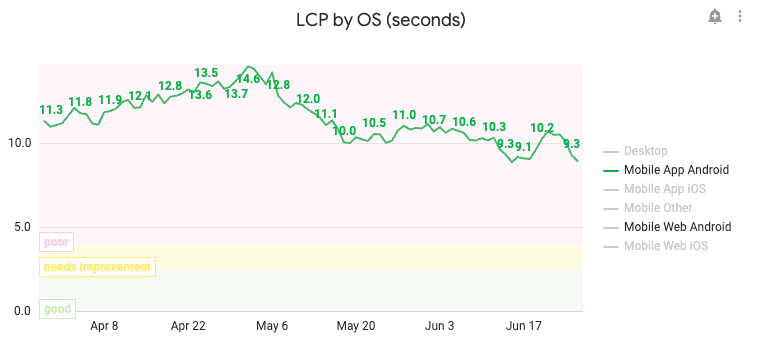 LCP by OS (seconds)
11.3 11.8 11.9 12.1 12.8 13.6 13.5 13.7 14.6 12.8 12.0 11.1 10.0 10.5 11.0 10.7 10.6 10.3 9.3 9.1 10.2 9.3
10.0
5.0
poor
needs improvement
good
0.0
Apr 8 Apr 22 May 6 May 20 Jun 3 Jun 17
Desktop
Mobile App Android
Mobile App iOS
Mobile Other
Mobile Web Android
Mobile Web iOS